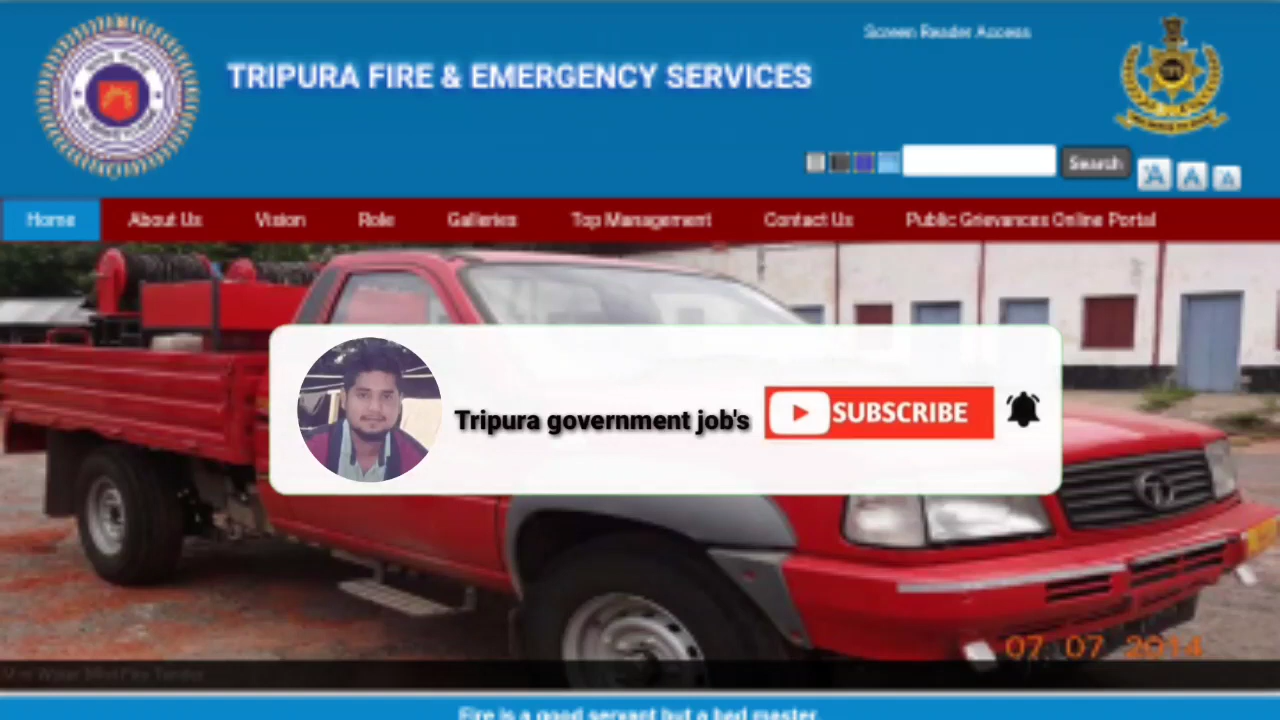 Screen Reader Access
TRIPURA FIRE & EMERGENCY SERVICES
A A A
Search
Home About Us Vision Role Galleries Top Management Contact Us Public Grievances Online Portal
Tripura government job's
SUBSCRIBE
07 07 2014
Fire is a good servant but a bad master.